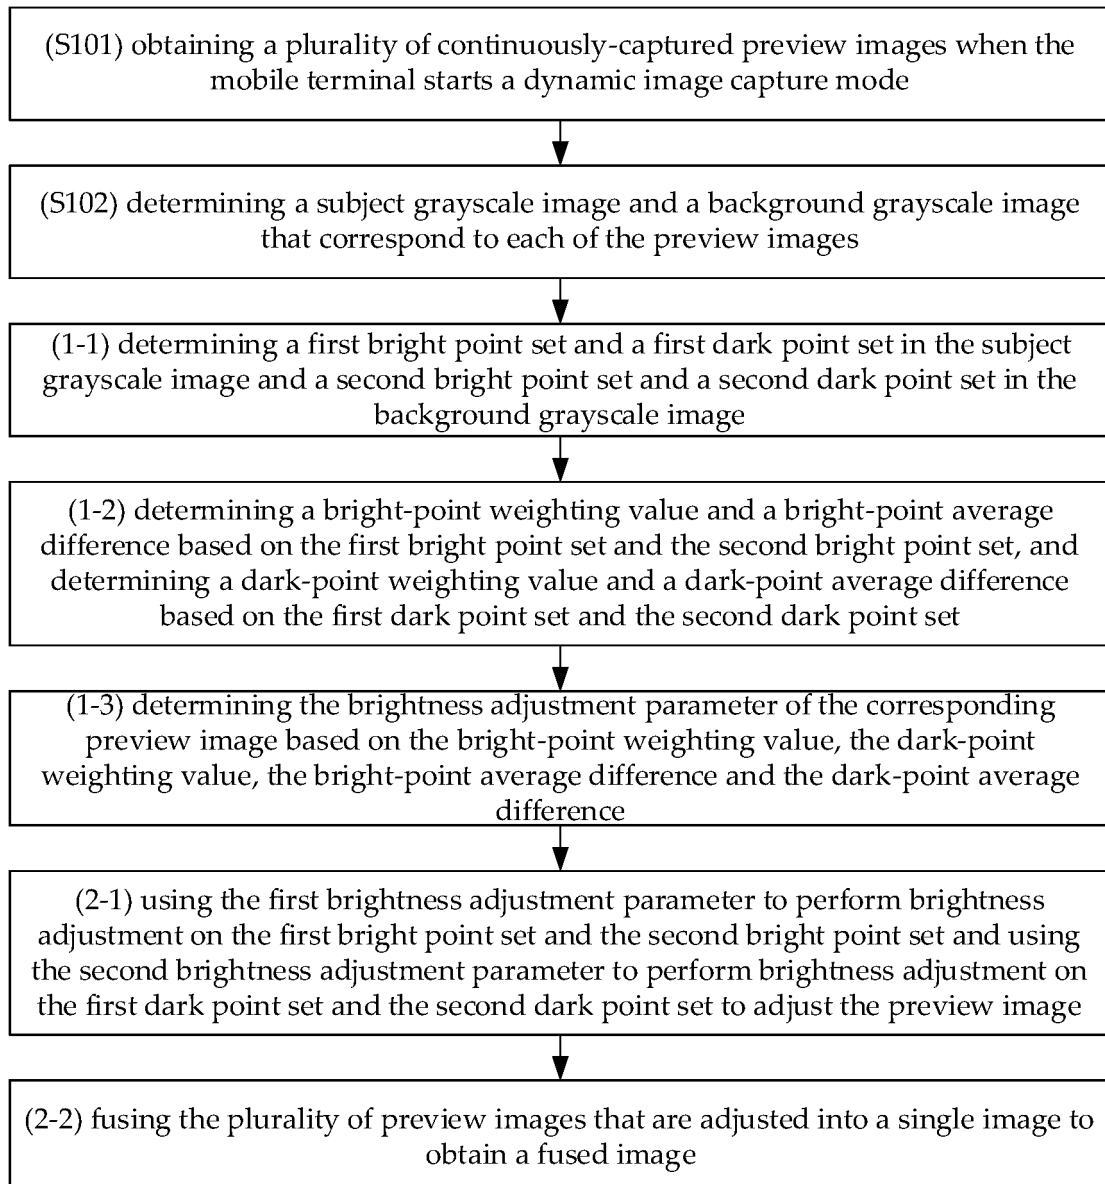 (S101) obtaining a plurality of continuously-captured preview images when the
mobile terminal starts a dynamic image capture mode
(S102) determining a subject grayscale image and a background grayscale image
that correspond to each of the preview images
(1-1) determining a first bright point set and a first dark point set in the subject
grayscale image and a second bright point set and a second dark point set in the
background grayscale image
(1-2) determining a bright-point weighting value and a bright-point average
difference based on the first bright point set and the second bright point set, and
determining a dark-point weighting value and a dark-point average difference
based on the first dark point set and the second dark point set
(1-3) determining the brightness adjustment parameter of the corresponding
preview image based on the bright-point weighting value, the dark-point
weighting value, the bright-point average difference and the dark-point average
difference
(2-1) using the first brightness adjustment parameter to perform brightness
adjustment on the first bright point set and the second bright point set and using
the second brightness adjustment parameter to perform brightness adjustment on
the first dark point set and the second dark point set to adjust the preview image
(2-2) fusing the plurality of preview images that are adjusted into a single image to
obtain a fused image